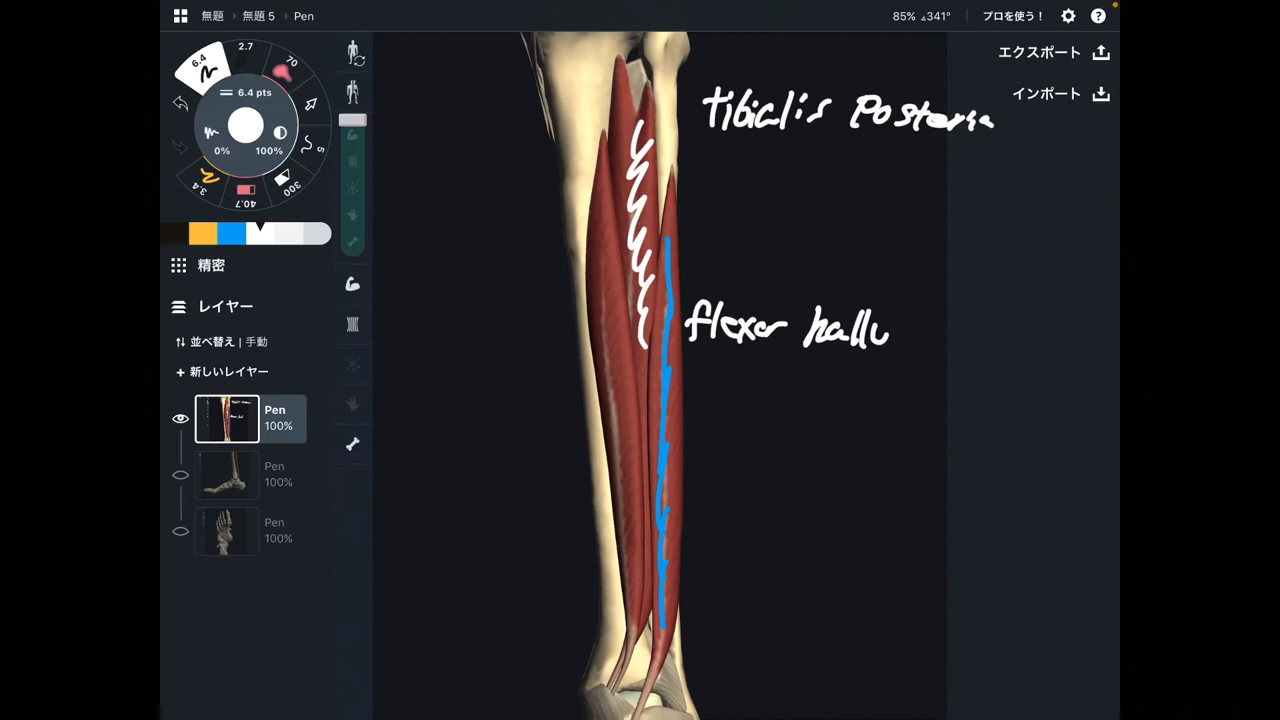 無題 › 無題 5 › Pen
85% ∠341°
プロを使う！
エクスポート
インポート
2.7
6.4
70
6.4 pts
0%
100%
5
3.4
40.7
300
精密
レイヤー
並べ替え | 手動
+ 新しいレイヤー
Pen
100%
Pen
100%
Pen
100%
tibialis Posterior
flexer hallu